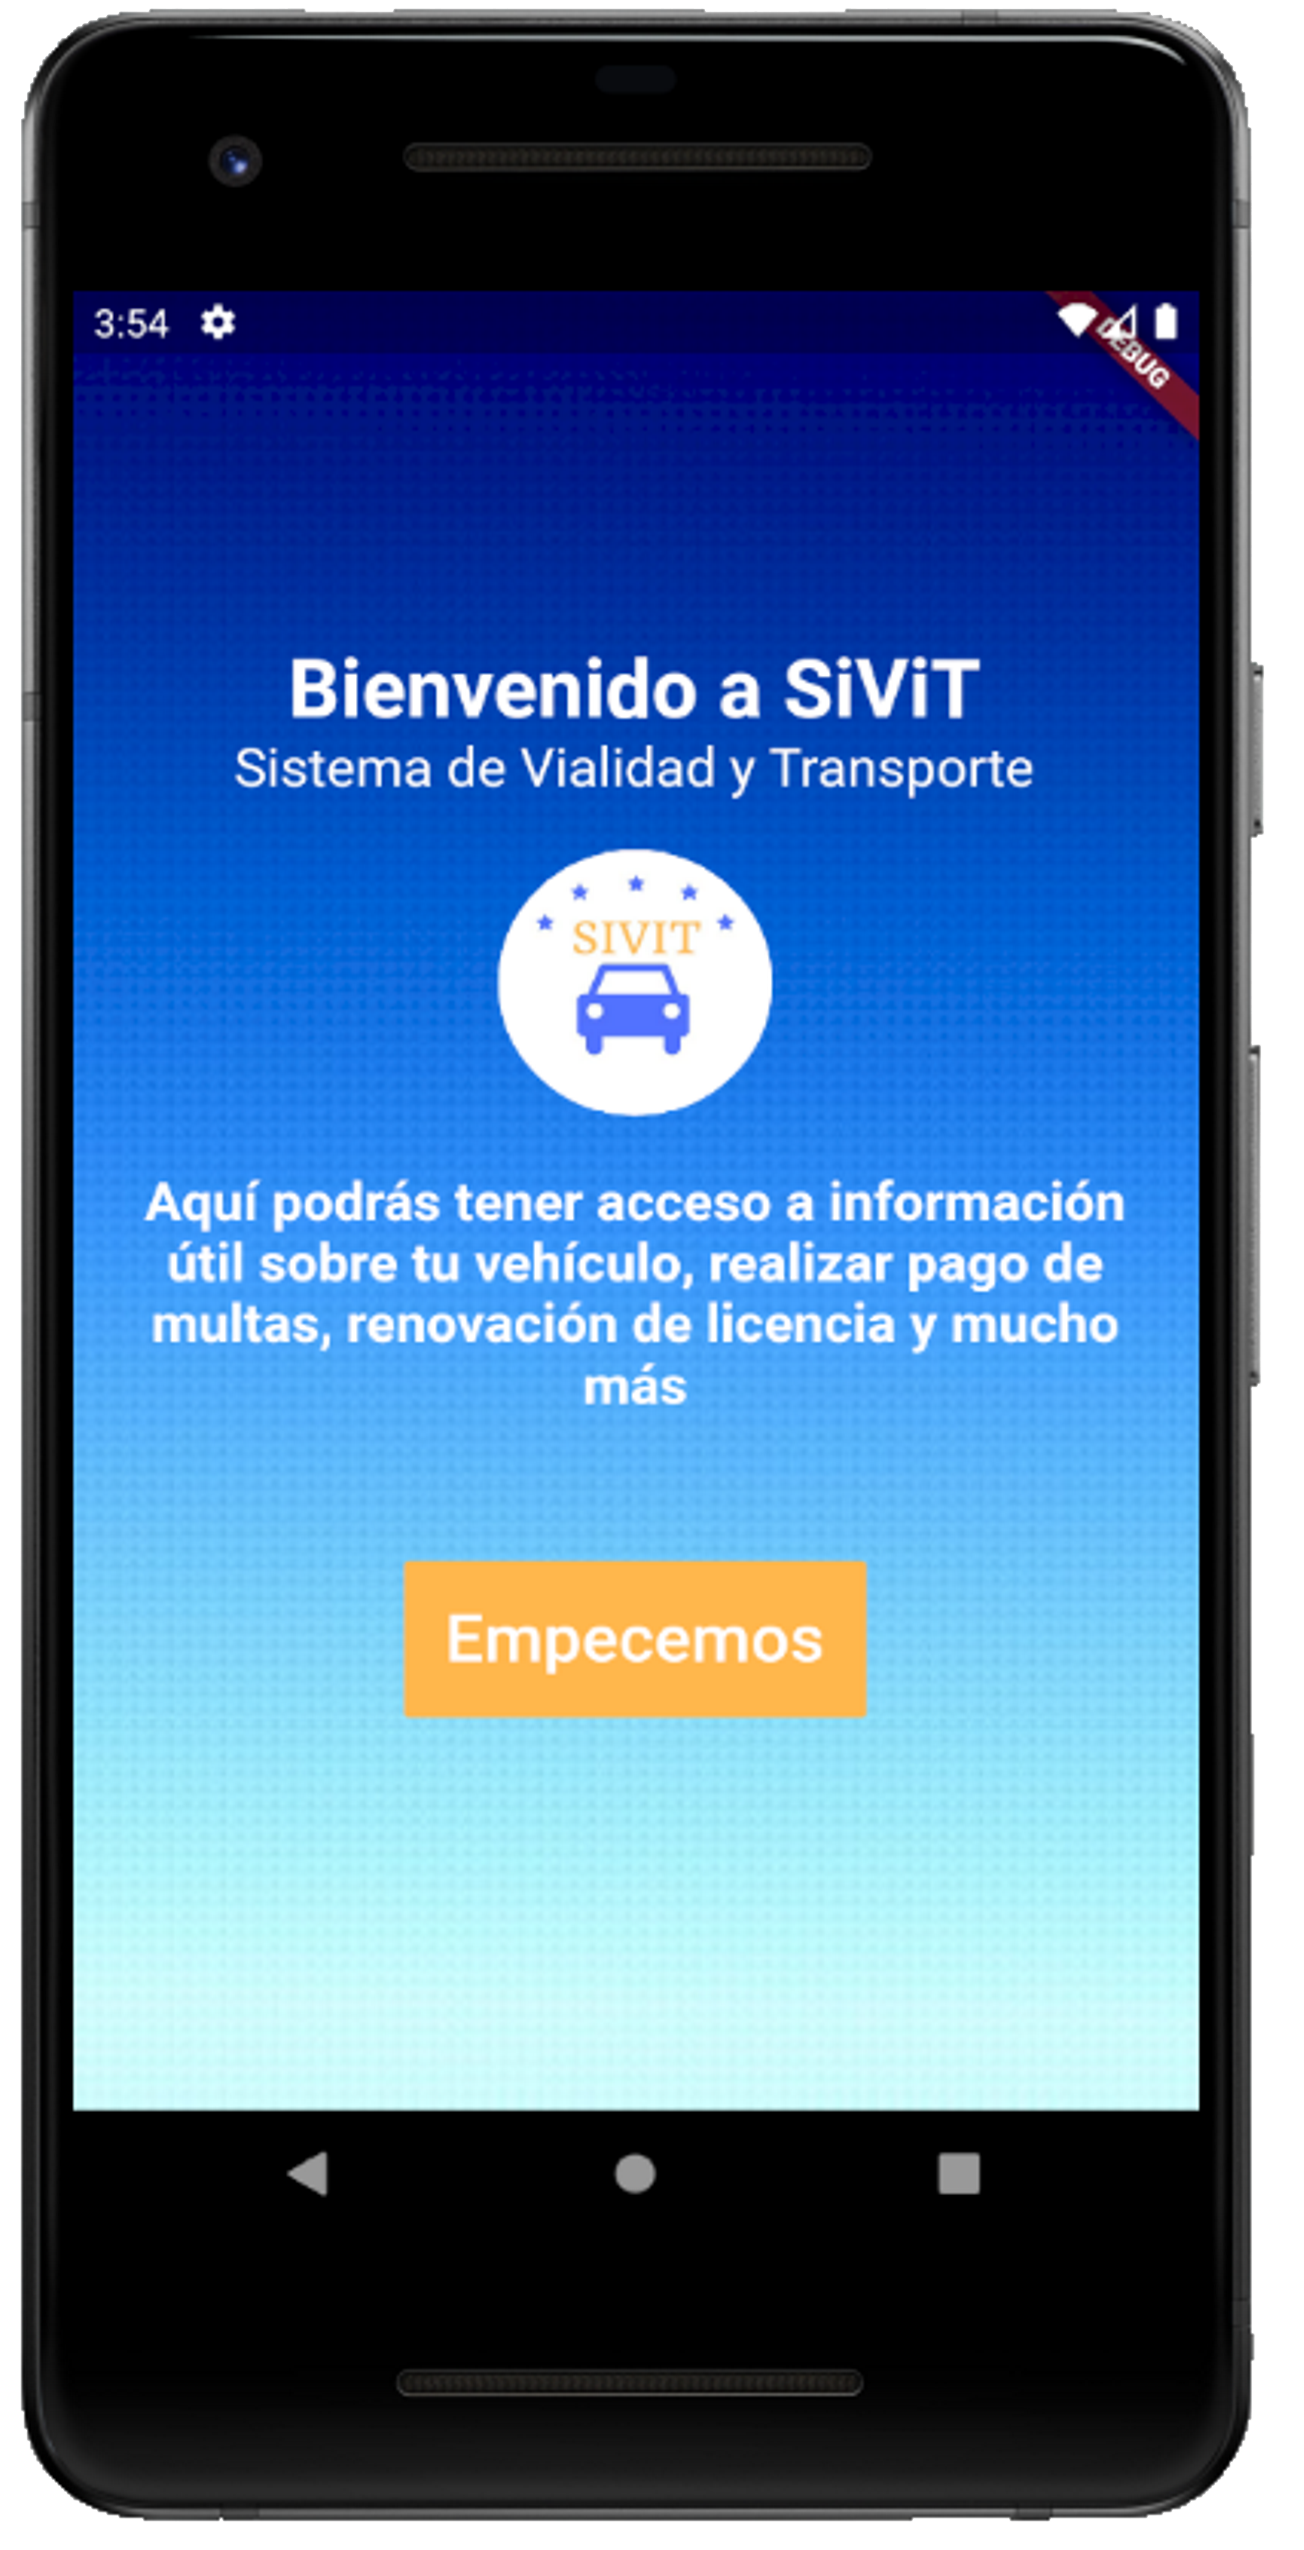 3:54
DEBUG
Bienvenido a SiViT
Sistema de Vialidad y Transporte
SIVIT
Aquí podrás tener acceso a información
útil sobre tu vehículo, realizar pago de
multas, renovación de licencia y mucho
más
Empecemos